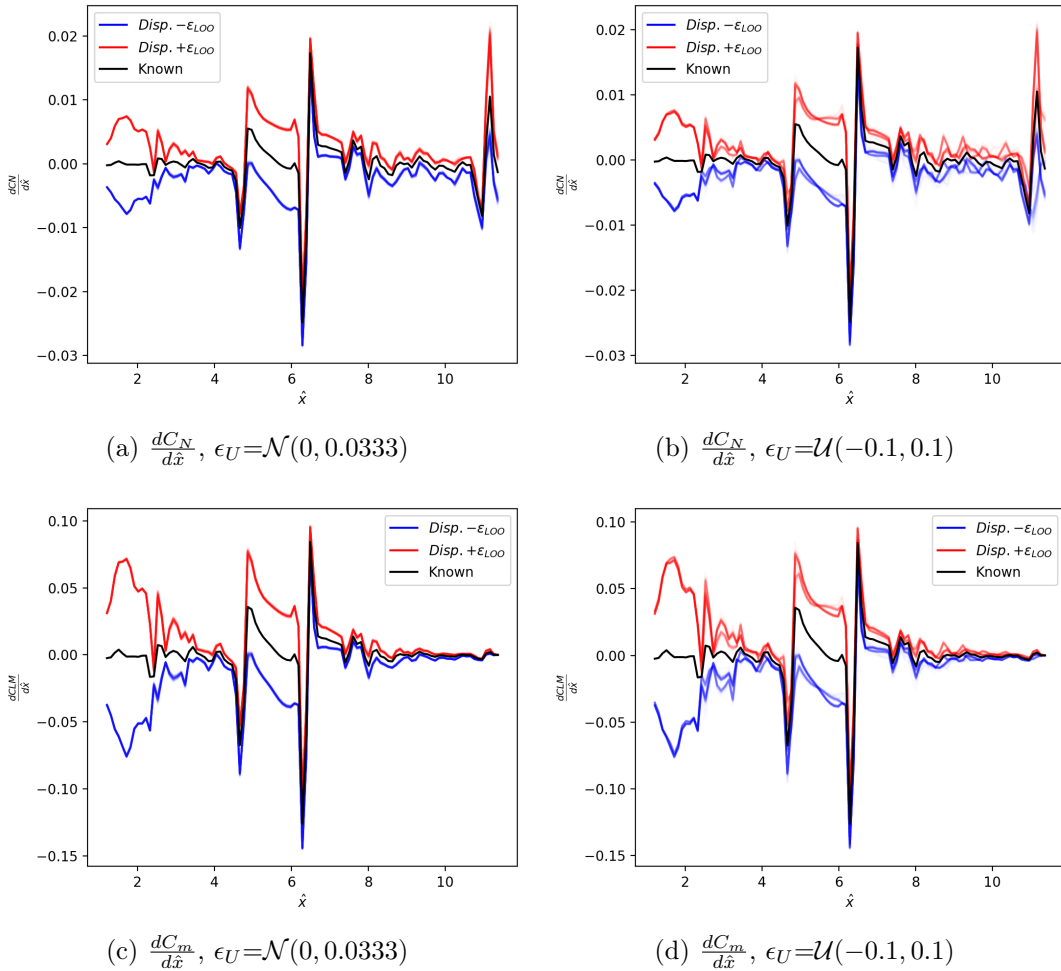 Disp. −ε_LOO
Disp. +ε_LOO
Known
0.02
0.01
0.00
−0.01
−0.02
−0.03
dCN
dx̂
2 4 6 8 10
x̂
(a) dC_N/dx̂, ϵ_U=𝒩(0, 0.0333)
Disp. −ε_LOO
Disp. +ε_LOO
Known
0.02
0.01
0.00
−0.01
−0.02
−0.03
dCN
dx̂
2 4 6 8 10
x̂
(b) dC_N/dx̂, ϵ_U=𝒰(−0.1, 0.1)
Disp. −ε_LOO
Disp. +ε_LOO
Known
0.10
0.05
0.00
−0.05
−0.10
−0.15
dCLM
dx̂
2 4 6 8 10
x̂
(c) dC_m/dx̂, ϵ_U=𝒩(0, 0.0333)
Disp. −ε_LOO
Disp. +ε_LOO
Known
0.10
0.05
0.00
−0.05
−0.10
−0.15
dCLM
dx̂
2 4 6 8 10
x̂
(d) dC_m/dx̂, ϵ_U=𝒰(−0.1, 0.1)